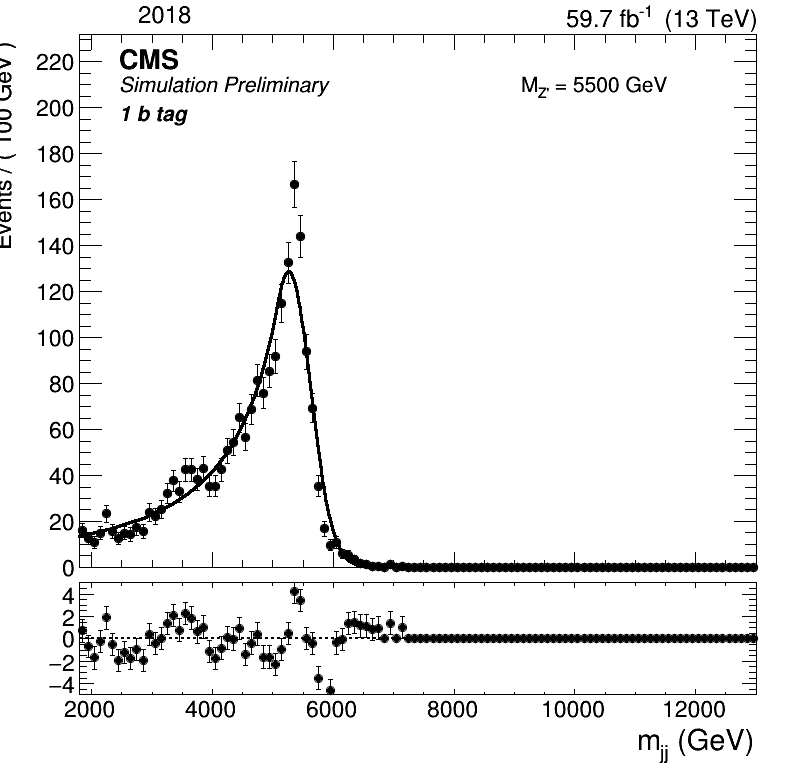 2018 59.7 fb⁻¹ (13 TeV)
CMS
Simulation Preliminary
M_Z' = 5500 GeV
1 b tag
Events / ( 100 GeV )
220
200
180
160
140
120
100
80
60
40
20
0
4
2
0
−2
−4
2000 4000 6000 8000 10000 12000
m_jj (GeV)